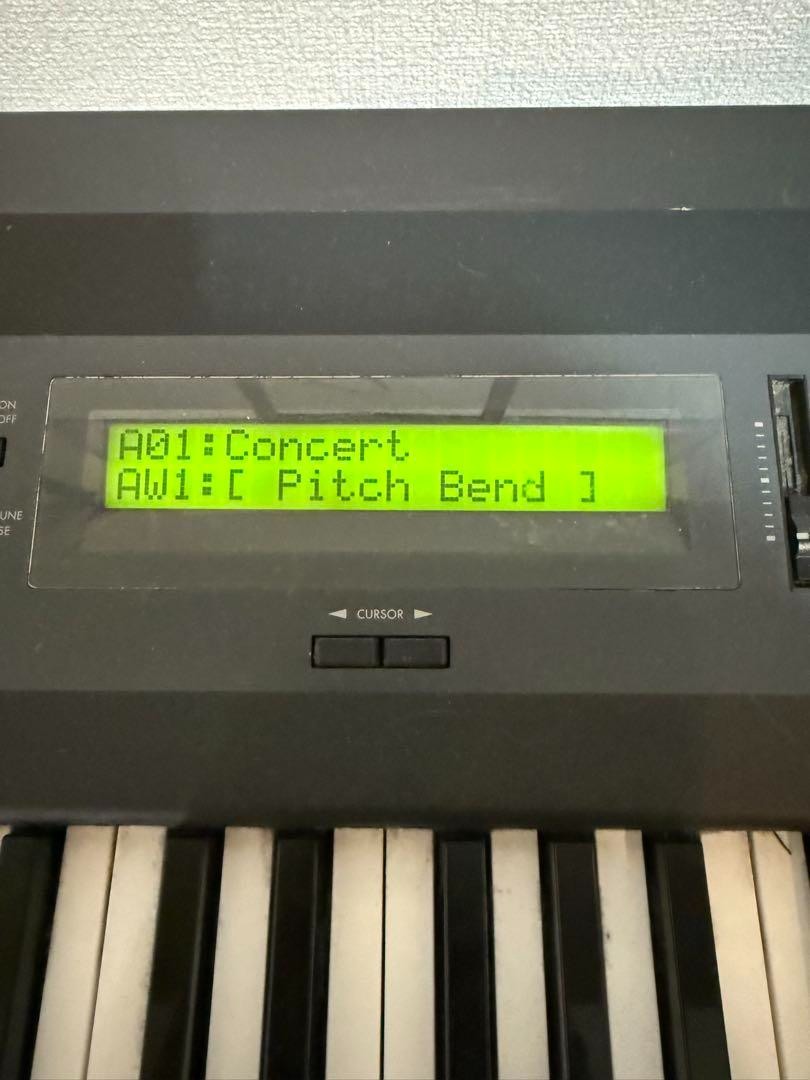 ON
OFF
A01:Concert
AW1:[ Pitch Bend ]
UNE
SE
◄ CURSOR ►